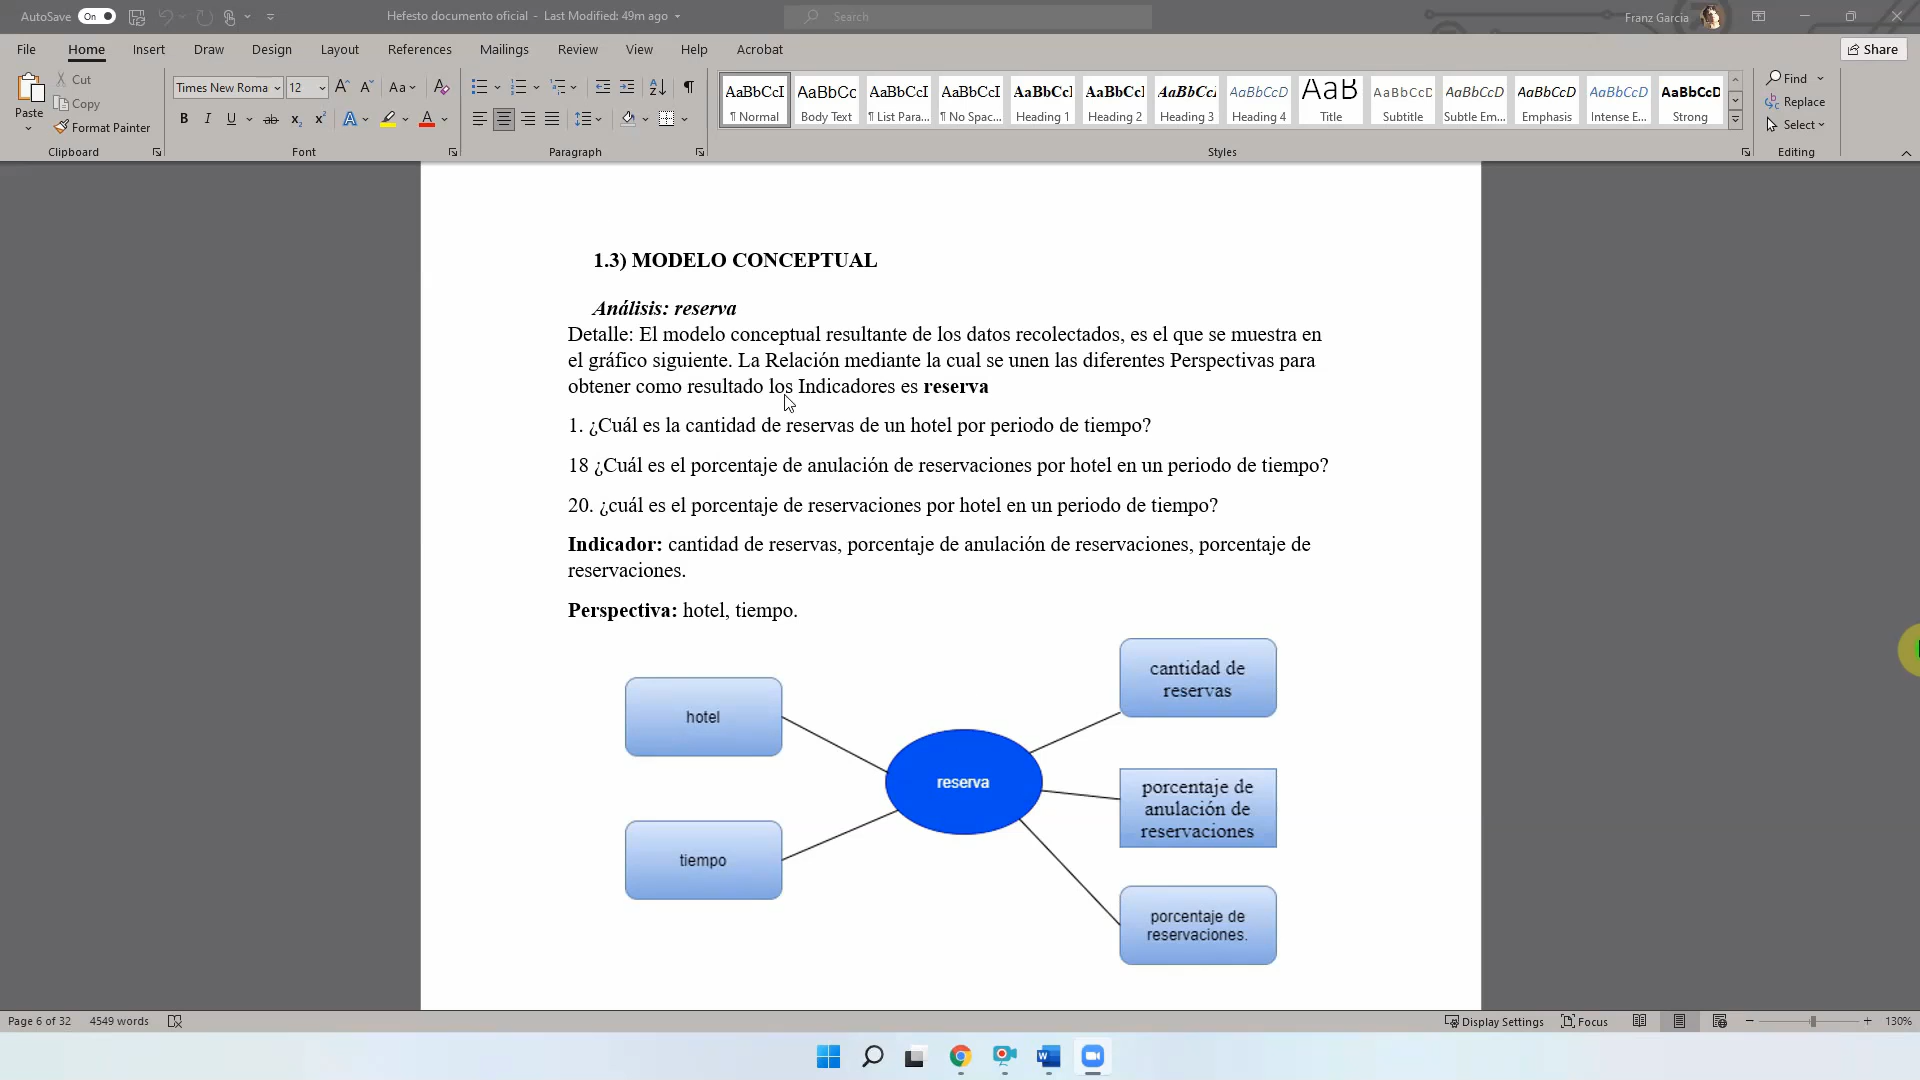 AutoSave On Hefesto documento oficial - Last Modified: 49m ago Search Franz Garcia
File Home Insert Draw Design Layout References Mailings Review View Help Acrobat Share
Paste Cut Copy Format Painter Clipboard
Times New Roma 12 Font
Paragraph
AaBbCcI ¶ Normal
AaBbCc Body Text
AaBbCcI ¶ List Para...
AaBbCcI ¶ No Spac...
AaBbCcI Heading 1
AaBbCcI Heading 2
AaBbCcI Heading 3
AaBbCcD Heading 4
AaB Title
AaBbCcD Subtitle
AaBbCcD Subtle Em...
AaBbCcD Emphasis
AaBbCcD Intense E...
AaBbCcD Strong
Styles
Find Replace Select Editing
1.3) MODELO CONCEPTUAL
Análisis: reserva
Detalle: El modelo conceptual resultante de los datos recolectados, es el que se muestra en
el gráfico siguiente. La Relación mediante la cual se unen las diferentes Perspectivas para
obtener como resultado los Indicadores es reserva
1. ¿Cuál es la cantidad de reservas de un hotel por periodo de tiempo?
18 ¿Cuál es el porcentaje de anulación de reservaciones por hotel en un periodo de tiempo?
20. ¿cuál es el porcentaje de reservaciones por hotel en un periodo de tiempo?
Indicador: cantidad de reservas, porcentaje de anulación de reservaciones, porcentaje de
reservaciones.
Perspectiva: hotel, tiempo.
hotel
tiempo
reserva
cantidad de
reservas
porcentaje de
anulación de
reservaciones
porcentaje de
reservaciones.
Page 6 of 32 4549 words Display Settings Focus 130%